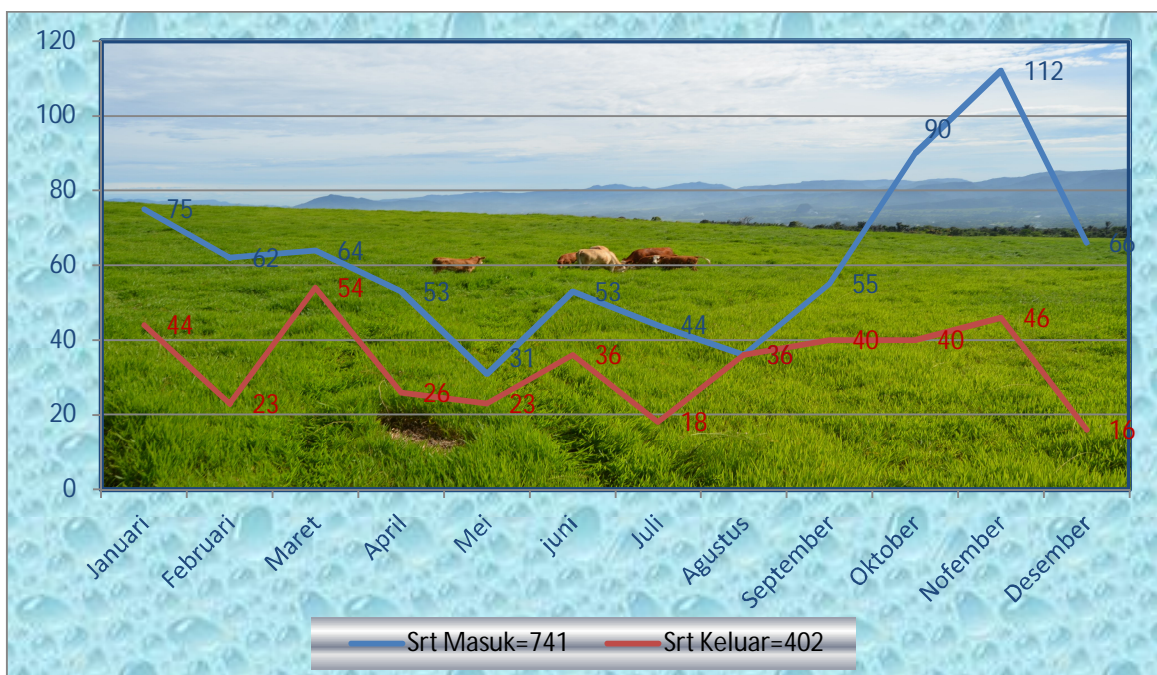 120
100
80
60
40
20
0
75
62
64
53
31
53
44
36
55
90
112
66
44
23
54
26
23
36
18
40
40
46
16
Januari
Februari
Maret
April
Mei
juni
Juli
Agustus
September
Oktober
Nofember
Desember
Srt Masuk=741
Srt Keluar=402